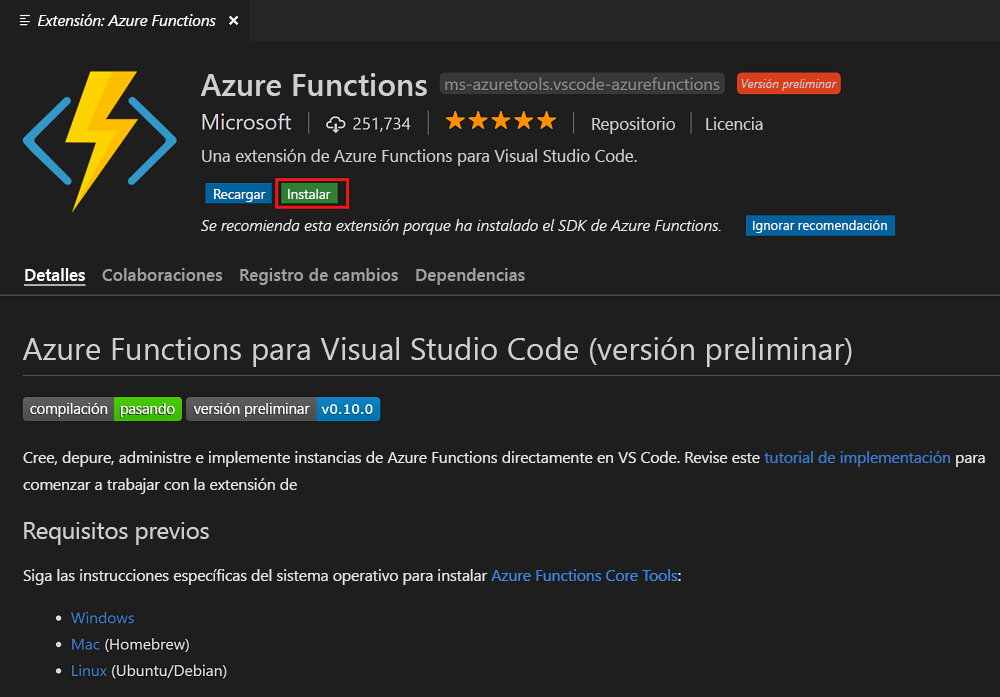 Extensión: Azure Functions ×
Azure Functions ms-azuretools.vscode-azurefunctions Versión preliminar
Microsoft 251,734 Repositorio Licencia
Una extensión de Azure Functions para Visual Studio Code.
Recargar Instalar
Se recomienda esta extensión porque ha instalado el SDK de Azure Functions. Ignorar recomendación
Detalles Colaboraciones Registro de cambios Dependencias
Azure Functions para Visual Studio Code (versión preliminar)
compilación pasando versión preliminar v0.10.0
Cree, depure, administre e implemente instancias de Azure Functions directamente en VS Code. Revise este tutorial de implementación para
comenzar a trabajar con la extensión de
Requisitos previos
Siga las instrucciones específicas del sistema operativo para instalar Azure Functions Core Tools:
• Windows
• Mac (Homebrew)
• Linux (Ubuntu/Debian)